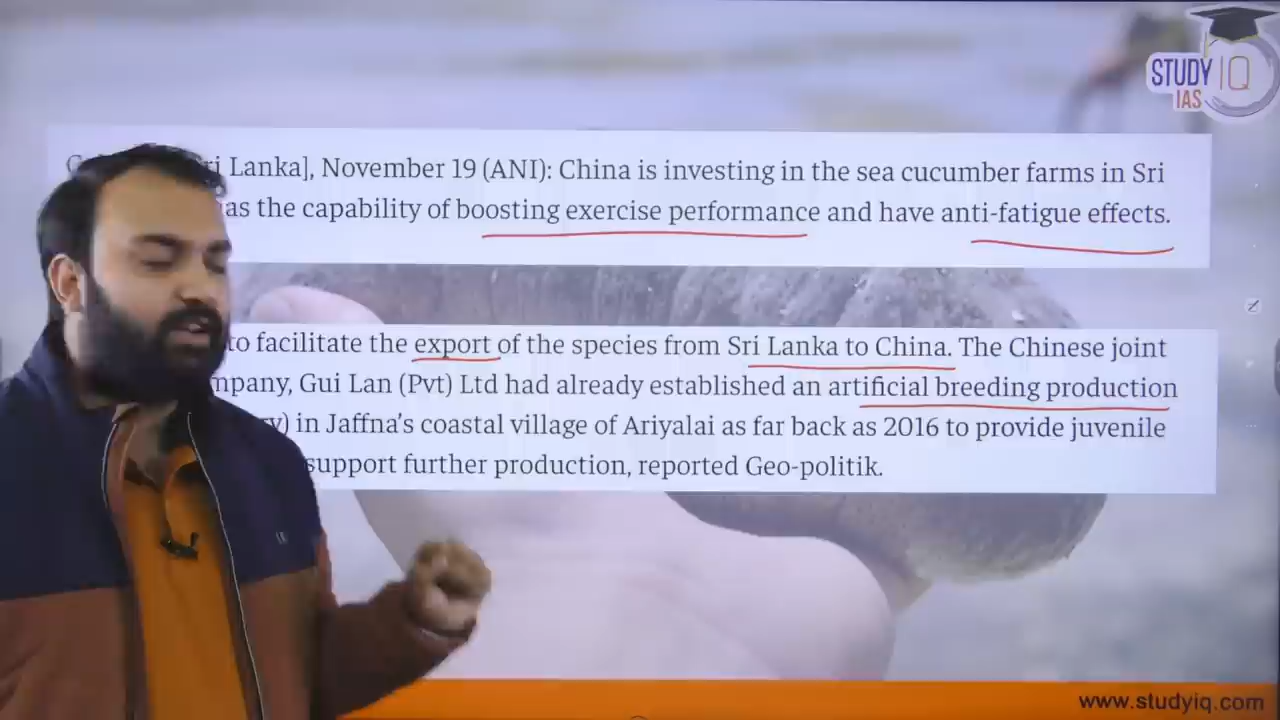 STUDY IQ
IAS
Lanka], November 19 (ANI): China is investing in the sea cucumber farms in Sri
as the capability of boosting exercise performance and have anti-fatigue effects.
to facilitate the export of the species from Sri Lanka to China. The Chinese joint
Gui Lan (Pvt) Ltd had already established an artificial breeding production
in Jaffna's coastal village of Ariyalai as far back as 2016 to provide juvenile
support further production, reported Geo-politik.
www.studyiq.com